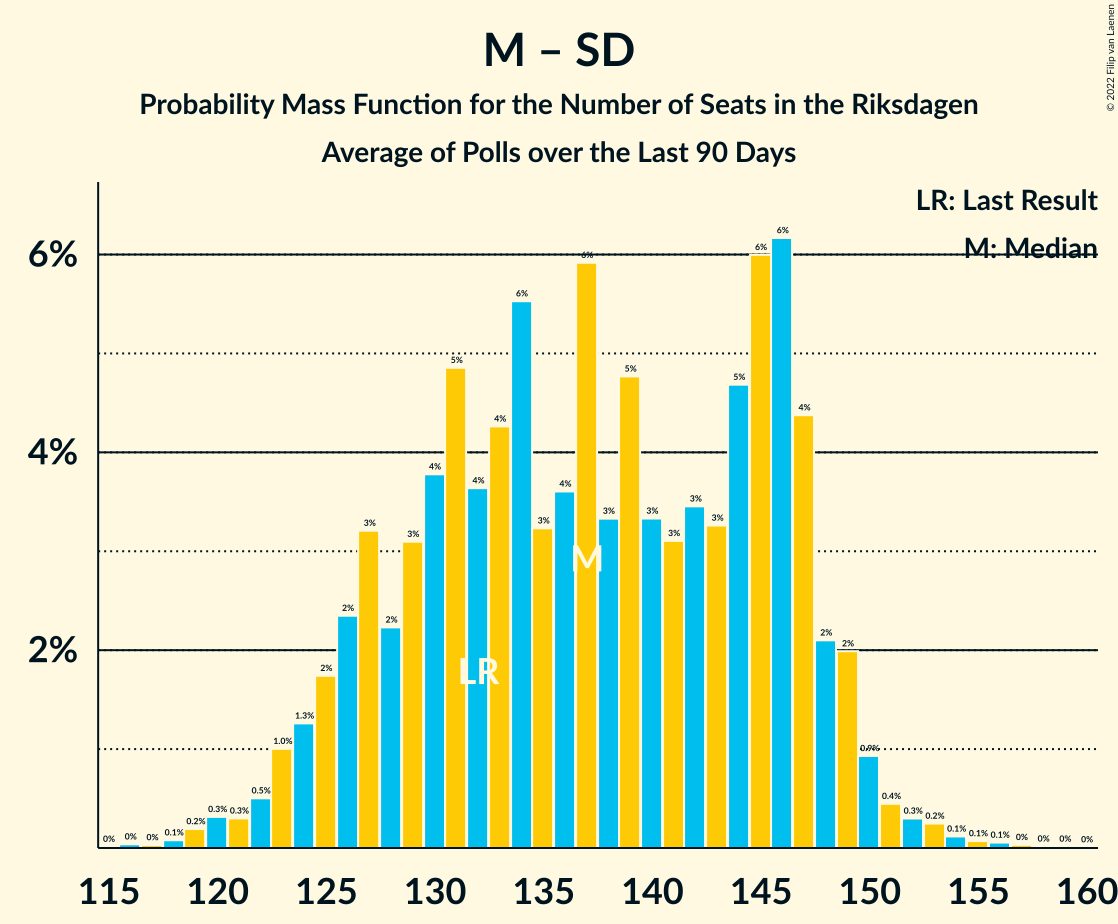 M – SD
Probability Mass Function for the Number of Seats in the Riksdagen
Average of Polls over the Last 90 Days
© 2022 Filip van Laenen
LR: Last Result
M: Median
6%
4%
2%
0% 0% 0% 0.1% 0.2% 0.3% 0.3% 0.5% 1.0% 1.3% 2% 2% 3% 2% 3% 4% 5% 4% 4% 6% 3% 4% 6% 3% 5% 3% 3% 3% 3% 5% 6% 6% 4% 2% 2% 0.9% 0.4% 0.3% 0.2% 0.1% 0.1% 0.1% 0% 0% 0% 0%
M
LR
115 120 125 130 135 140 145 150 155 160